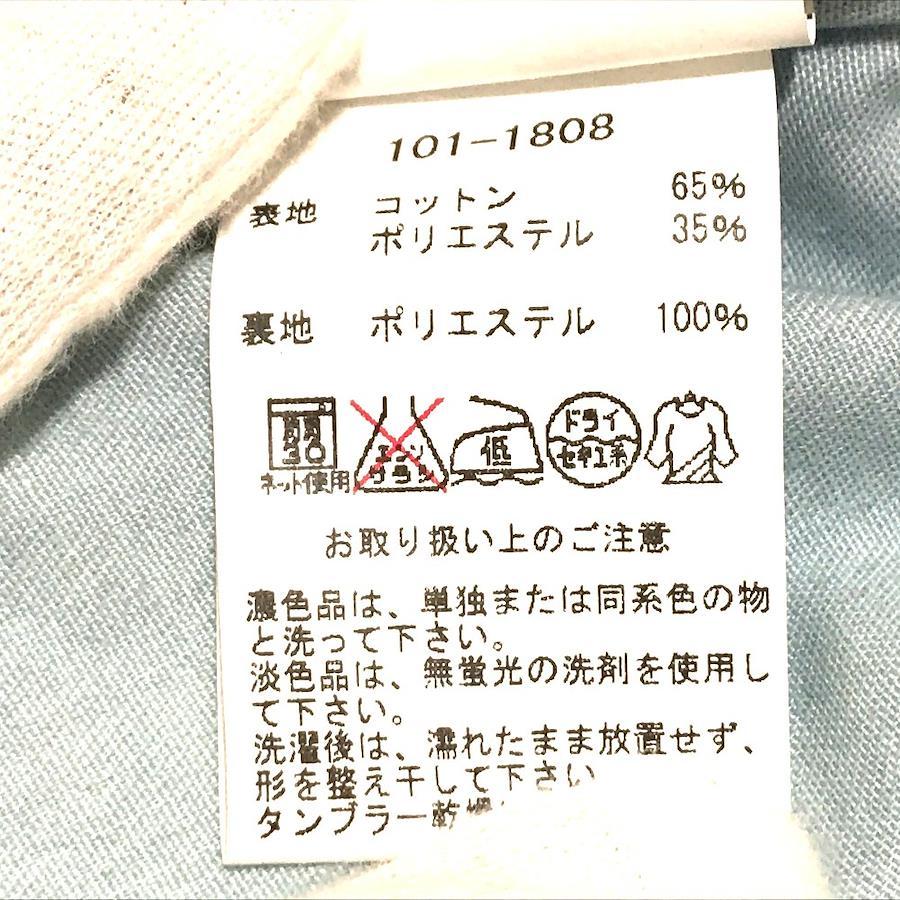 101-1808
表地 コットン 65%
ポリエステル 35%
裏地 ポリエステル 100%
弱
30
ネット使用
エンソ
サラシ
低
ドライ
セキユ系
お取り扱い上のご注意
濃色品は、単独または同系色の物
と洗って下さい。
淡色品は、無蛍光の洗剤を使用し
て下さい。
洗濯後は、濡れたまま放置せず、
形を整え干して下さい
タンブラー乾燥